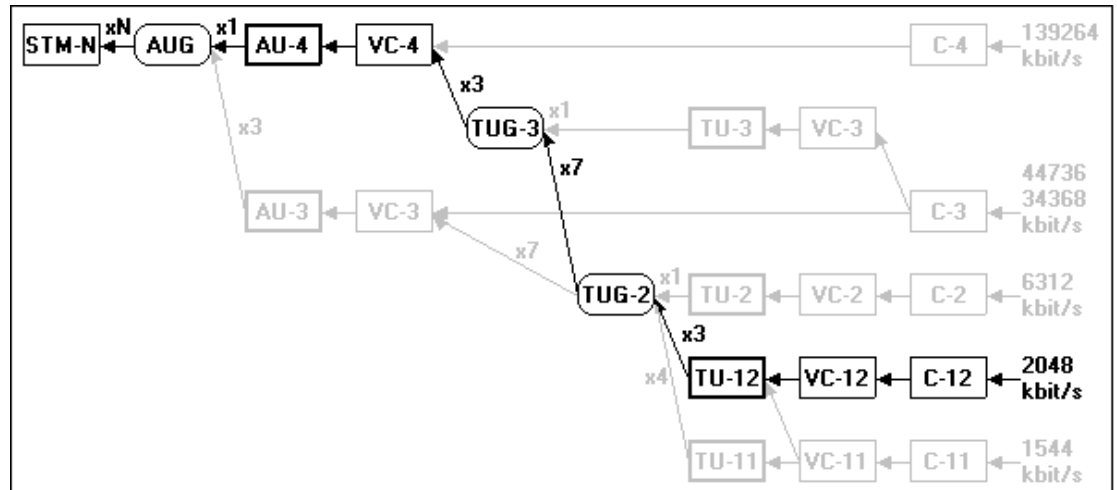 xN
x1
STM-N
AUG
AU-4
VC-4
C-4
139264
kbit/s
x3
x3
TUG-3
x1
TU-3
VC-3
x7
44736
34368
kbit/s
AU-3
VC-3
C-3
x7
TUG-2
x1
TU-2
VC-2
C-2
6312
kbit/s
x3
x4
TU-12
VC-12
C-12
2048
kbit/s
TU-11
VC-11
C-11
1544
kbit/s